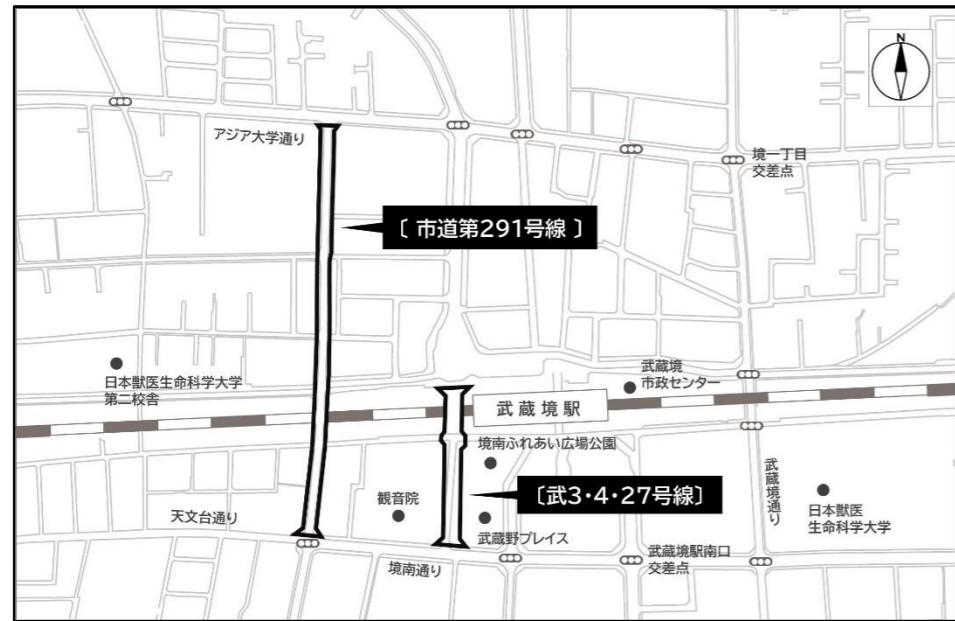 N
アジア大学通り
境一丁目
交差点
〔 市道第291号線 〕
日本獣医生命科学大学
第二校舎
武蔵境
市政センター
武蔵境駅
境南ふれあい広場公園
〔武3・4・27号線〕
観音院
天文台通り
武蔵野プレイス
境南通り
武蔵境駅南口
交差点
武蔵境通り
日本獣医
生命科学大学